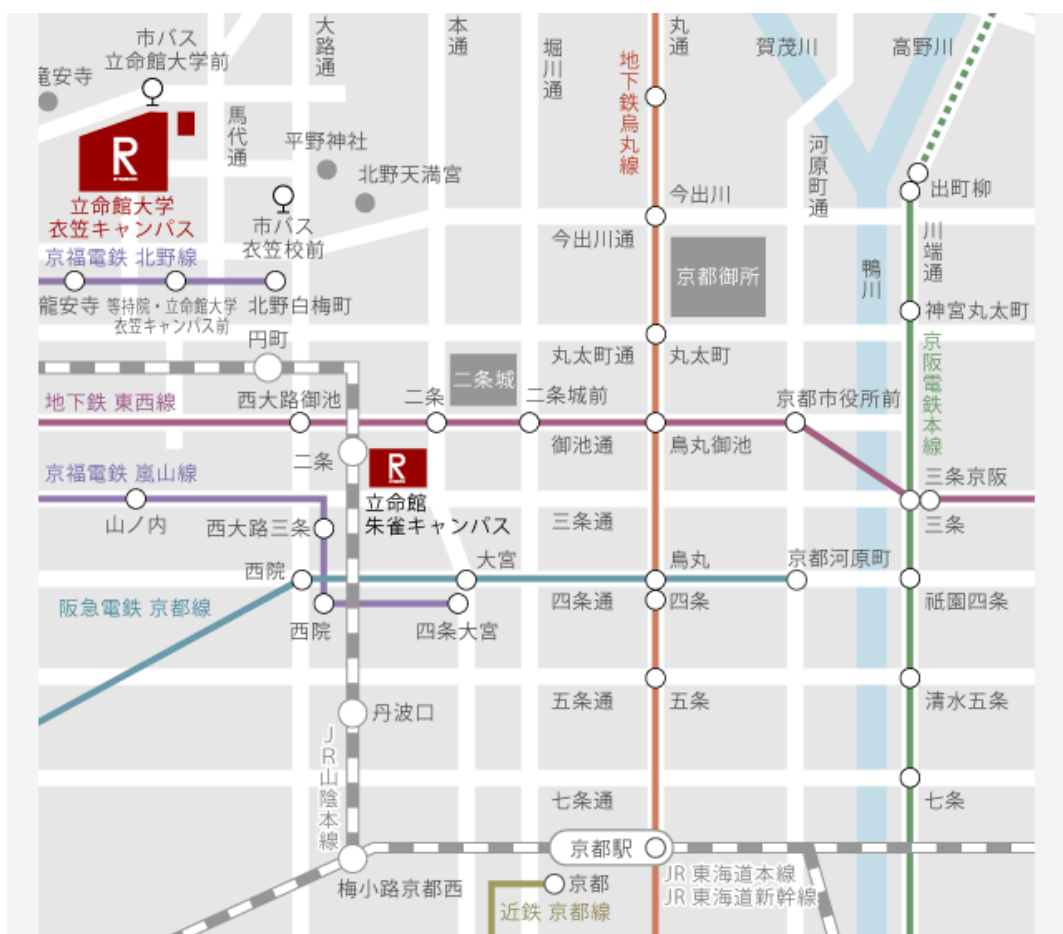 市バス
立命館大学前
竜安寺
R
立命館大学
衣笠キャンパス
大路通
馬代通
平野神社
北野天満宮
市バス
衣笠校前
本通
堀川通
地下鉄烏丸線
丸通
賀茂川
高野川
河原町通
出町柳
川端通
今出川
今出川通
京都御所
鴨川
神宮丸太町
京福電鉄 北野線
龍安寺
等持院・立命館大学
衣笠キャンパス前
北野白梅町
円町
丸太町通
丸太町
京阪電鉄本線
地下鉄 東西線
西大路御池
二条
二条城
二条城前
京都市役所前
御池通
烏丸御池
二条
R
立命館
朱雀キャンパス
京福電鉄 嵐山線
山ノ内
西大路三条
三条通
三条京阪
三条
西院
大宮
烏丸
京都河原町
阪急電鉄 京都線
西院
四条大宮
四条通
四条
祇園四条
丹波口
五条通
五条
清水五条
JR山陰本線
七条通
七条
京都駅
JR 東海道本線
JR 東海道新幹線
梅小路京都西
京都
近鉄 京都線